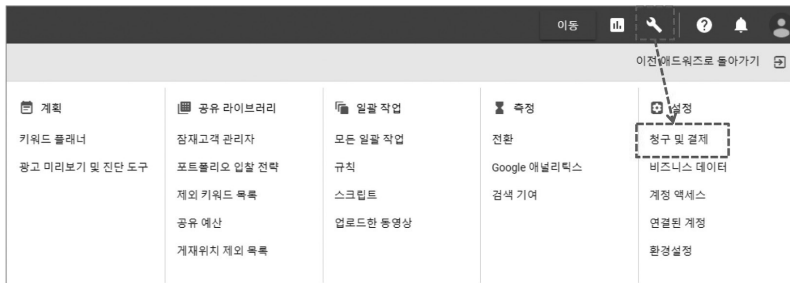 이동
이전 애드워즈로 돌아가기
계획
키워드 플래너
광고 미리보기 및 진단 도구
공유 라이브러리
잠재고객 관리자
포트폴리오 입찰 전략
제외 키워드 목록
공유 예산
게재위치 제외 목록
일괄 작업
모든 일괄 작업
규칙
스크립트
업로드한 동영상
측정
전환
Google 애널리틱스
검색 기여
설정
청구 및 결제
비즈니스 데이터
계정 액세스
연결된 계정
환경설정